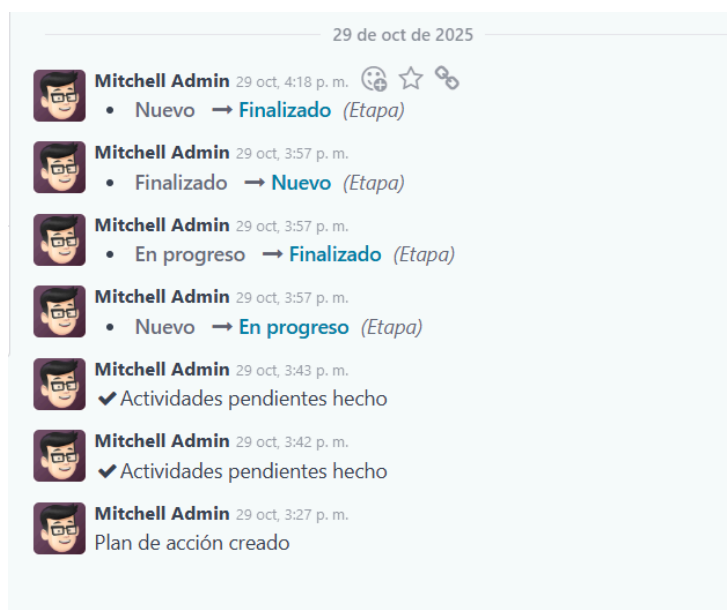 29 de oct de 2025
Mitchell Admin 29 oct, 4:18 p. m.
• Nuevo → Finalizado (Etapa)
Mitchell Admin 29 oct, 3:57 p. m.
• Finalizado → Nuevo (Etapa)
Mitchell Admin 29 oct, 3:57 p. m.
• En progreso → Finalizado (Etapa)
Mitchell Admin 29 oct, 3:57 p. m.
• Nuevo → En progreso (Etapa)
Mitchell Admin 29 oct, 3:43 p. m.
✔Actividades pendientes hecho
Mitchell Admin 29 oct, 3:42 p. m.
✔Actividades pendientes hecho
Mitchell Admin 29 oct, 3:27 p. m.
Plan de acción creado